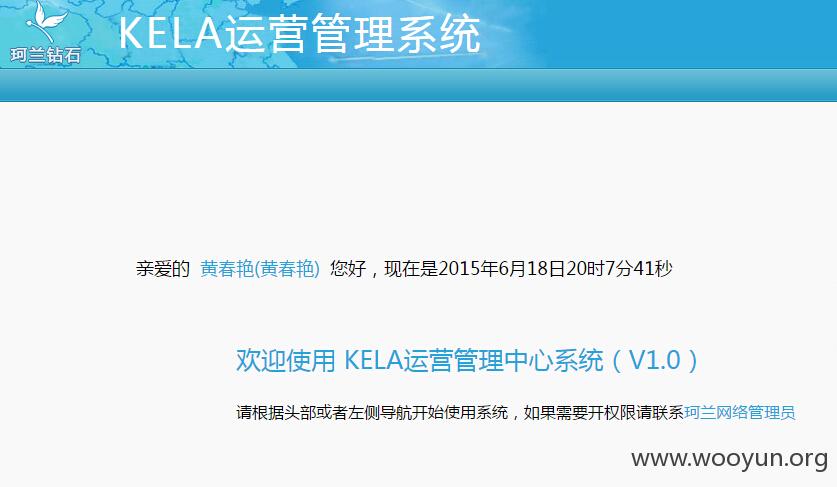 KELA运营管理系统
珂兰钻石
亲爱的 黄春艳(黄春艳) 您好，现在是2015年6月18日20时7分41秒
欢迎使用 KELA运营管理中心系统（V1.0）
请根据头部或者左侧导航开始使用系统，如果需要开权限请联系珂兰网络管理员
www.wooyun.org